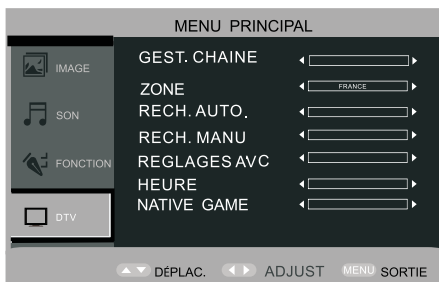 MENU PRINCIPAL
IMAGE
SON
FONCTION
DTV
GEST. CHAINE
ZONE FRANCE
RECH. AUTO.
RECH. MANU
REGLAGES AVC
HEURE
NATIVE GAME
DÉPLAC. ADJUST MENU SORTIE